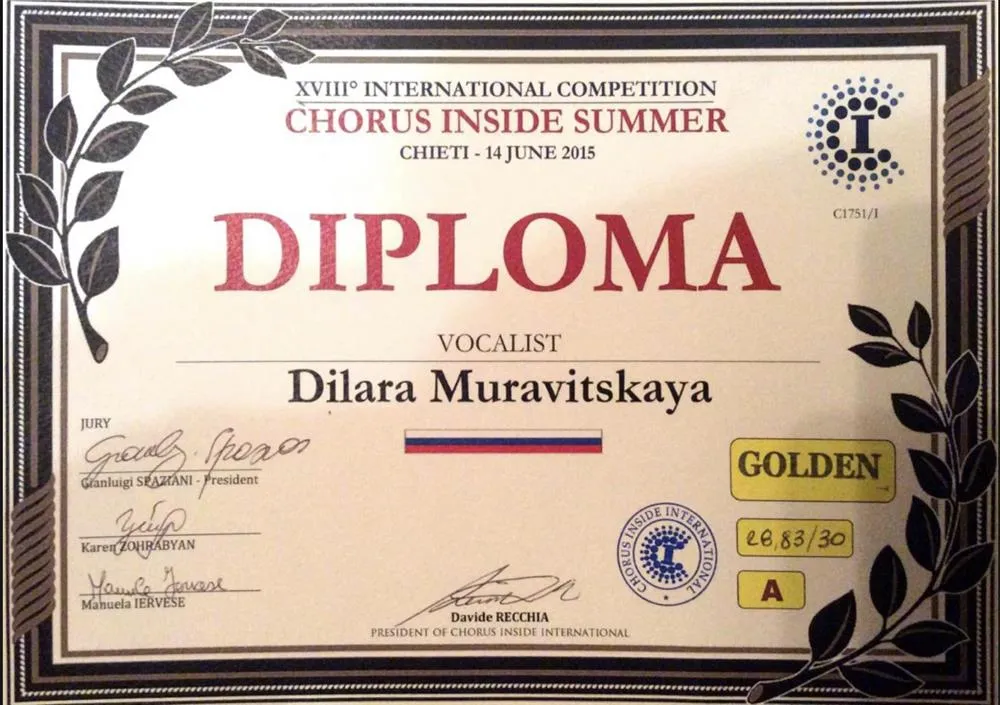 XVIII° INTERNATIONAL COMPETITION
CHORUS INSIDE SUMMER
CHIETI - 14 JUNE 2015
C I
C1751/I
DIPLOMA
VOCALIST
Dilara Muravitskaya
JURY
Gianluigi SPAZIANI - President
Karen ZOHRABYAN
Manuela IERVESE
GOLDEN
28,83/30
A
CHORUS INSIDE INTERNATIONAL
C I
Davide RECCHIA
PRESIDENT OF CHORUS INSIDE INTERNATIONAL